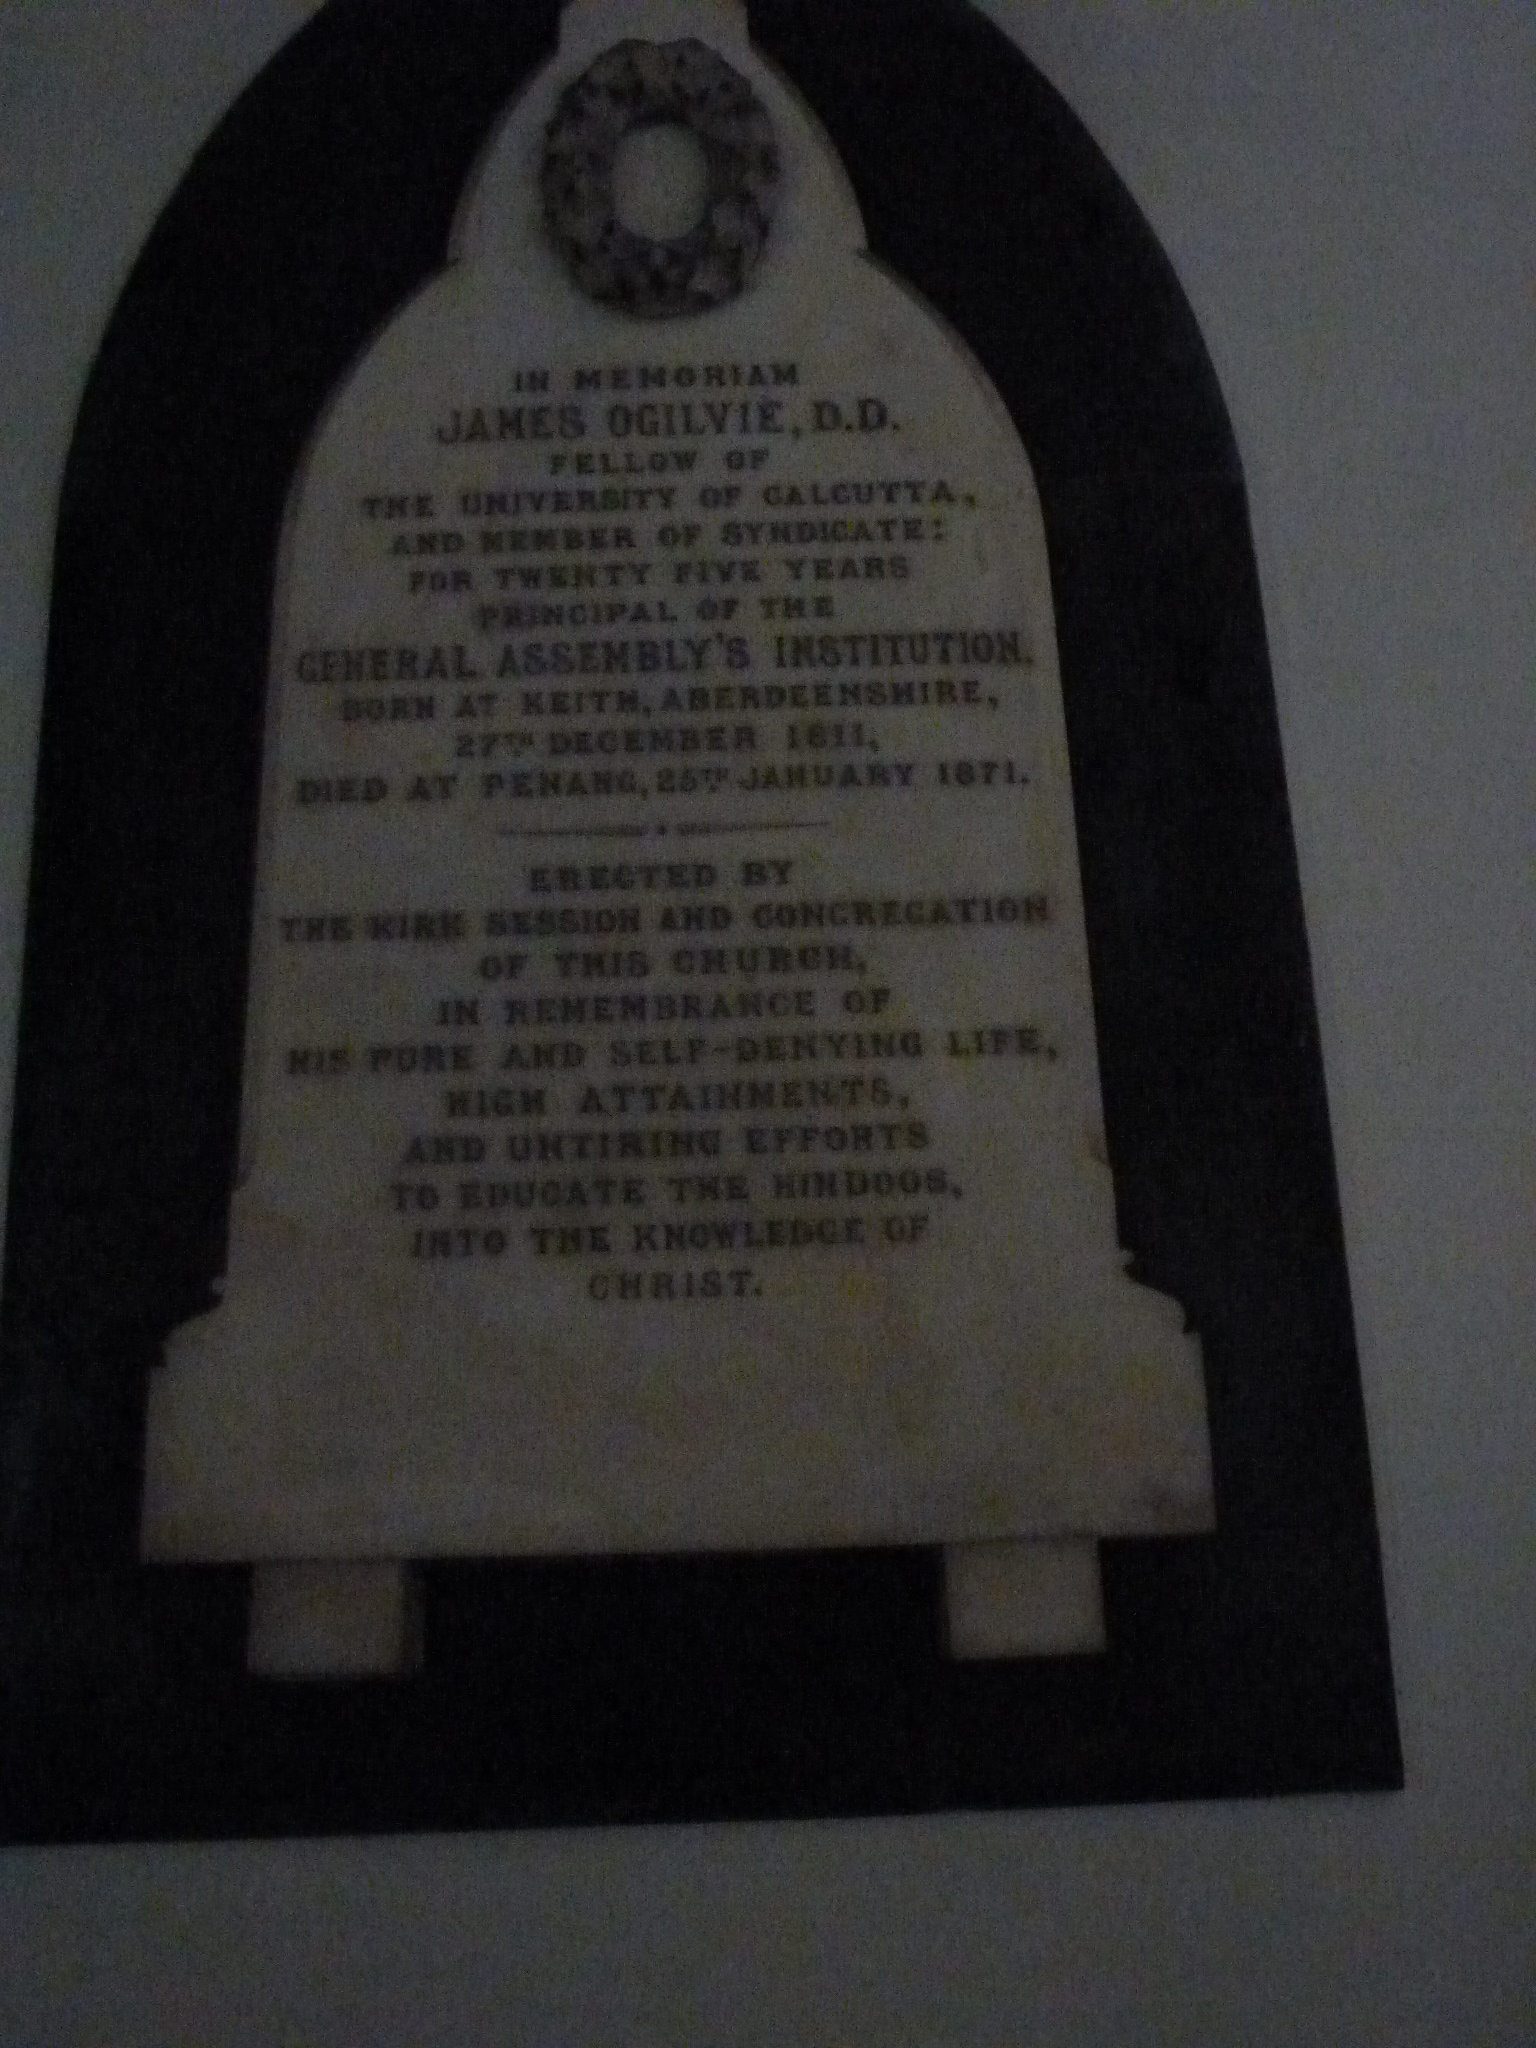 IN MEMORIAM
JAMES OGILVIE, D.D.
FELLOW OF
THE UNIVERSITY OF CALCUTTA,
AND MEMBER OF SYNDICATE:
FOR TWENTY FIVE YEARS
PRINCIPAL OF THE
GENERAL ASSEMBLY'S INSTITUTION.
BORN AT KEITH, ABERDEENSHIRE,
27TH DECEMBER 1811,
DIED AT PENANG, 25TH JANUARY 1871.
ERECTED BY
THE KIRK SESSION AND CONGREGATION
OF THIS CHURCH,
IN REMEMBRANCE OF
HIS PURE AND SELF-DENYING LIFE,
HIGH ATTAINMENTS,
AND UNTIRING EFFORTS
TO EDUCATE THE HINDOOS,
INTO THE KNOWLEDGE OF
CHRIST.